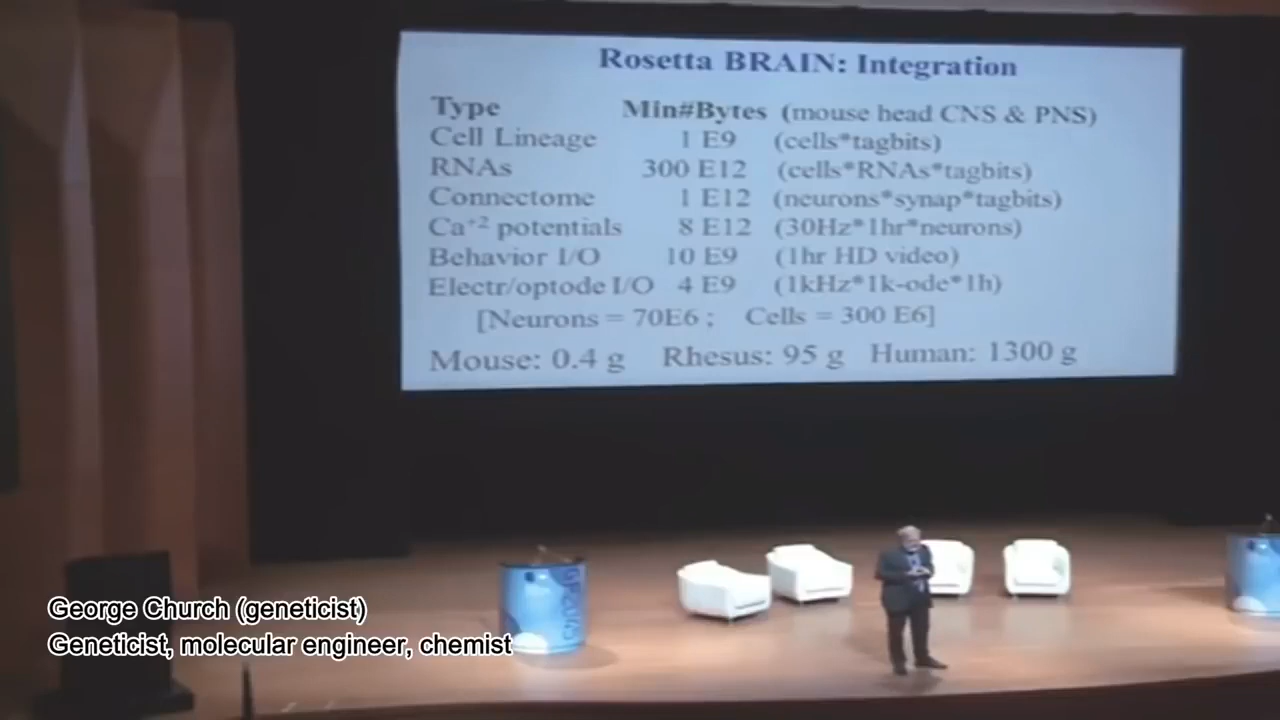 Rosetta BRAIN: Integration
Type Min#Bytes (mouse head CNS & PNS)
Cell Lineage 1 E9 (cells*tagbits)
RNAs 300 E12 (cells*RNAs*tagbits)
Connectome 1 E12 (neurons*synap*tagbits)
Ca+2 potentials 8 E12 (30Hz*1hr*neurons)
Behavior I/O 10 E9 (1hr HD video)
Electr/optode I/O 4 E9 (1kHz*1k-ode*1h)
[Neurons = 70E6 ; Cells = 300 E6]
Mouse: 0.4 g Rhesus: 95 g Human: 1300 g
GF2045
George Church (geneticist)
Geneticist, molecular engineer, chemist